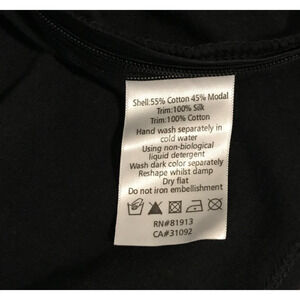 Shell:55% Cotton 45% Modal
Trim:100% Silk
Trim:100% Cotton
Hand wash separately in
cold water
Using non-biological
liquid detergent
Wash dark color separately
Reshape whilst damp
Dry flat
Do not iron embellishment
RN#81913
CA#31092